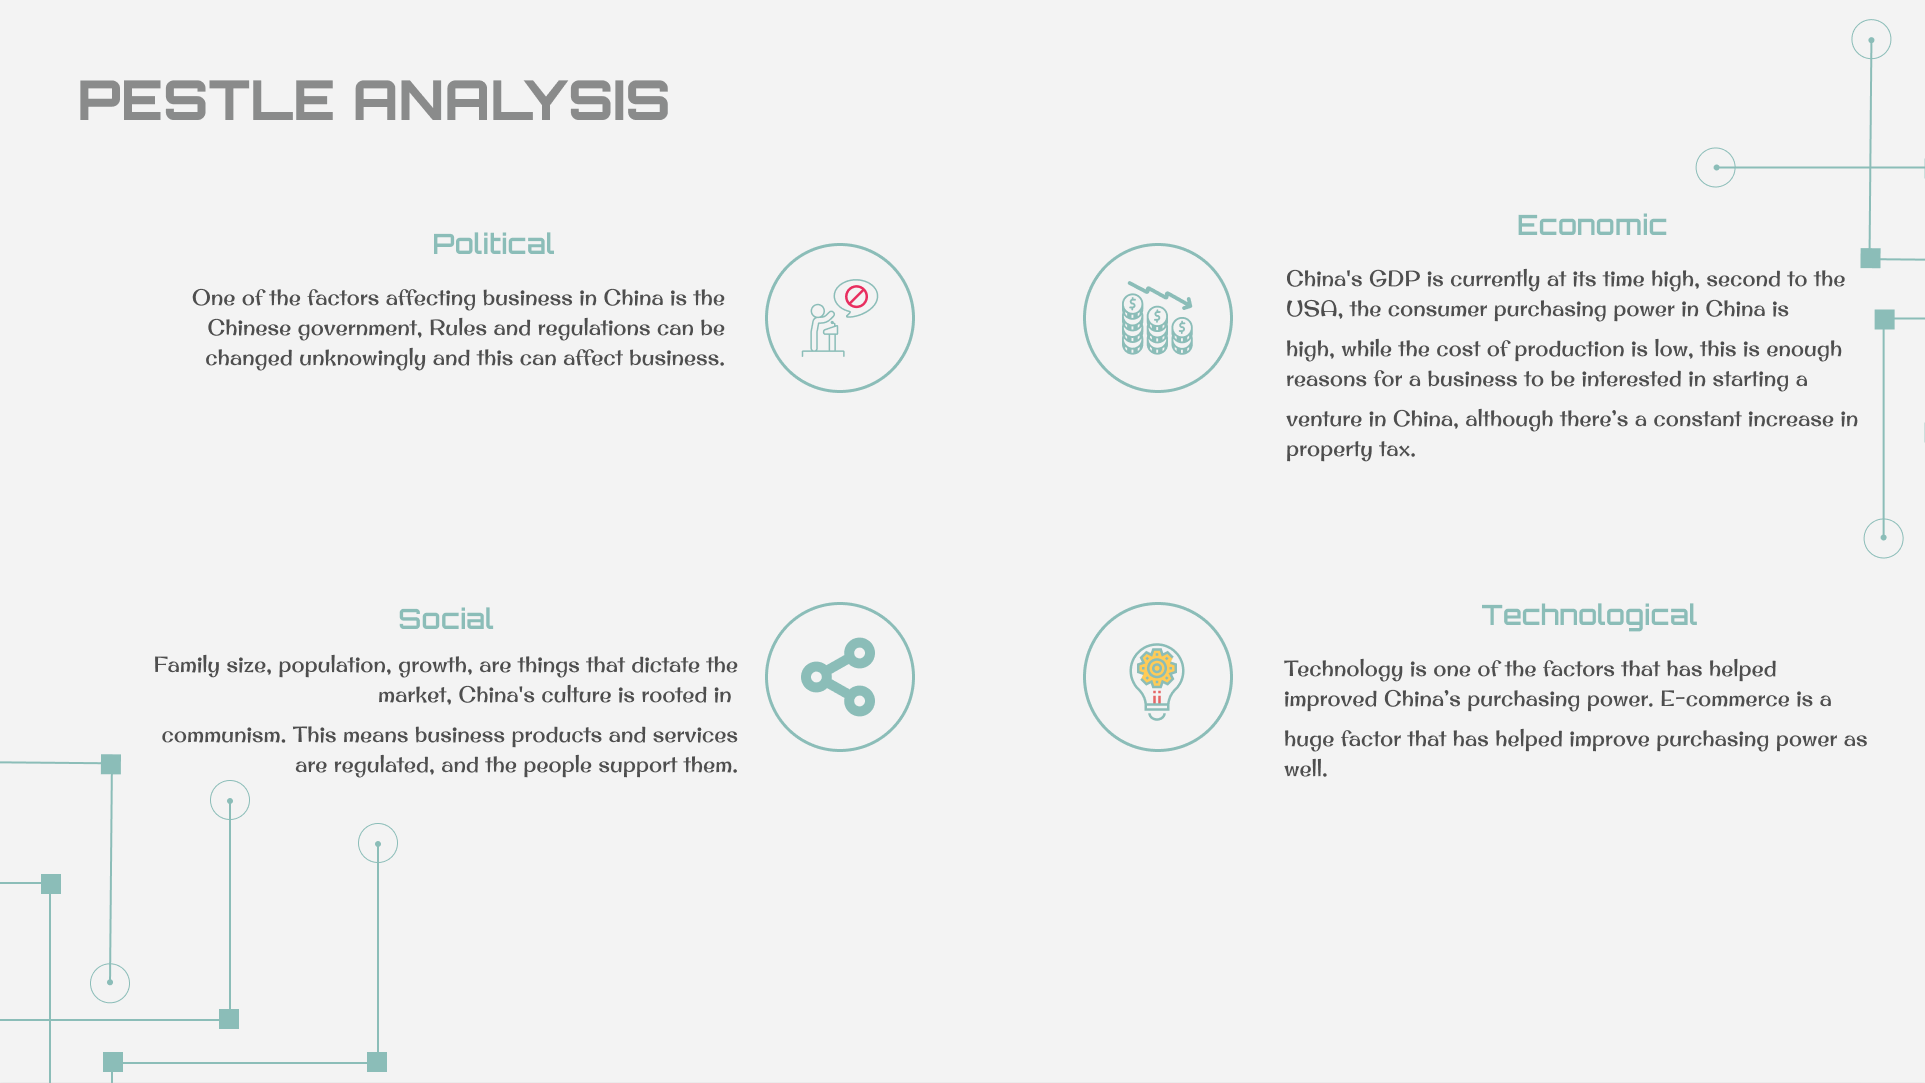 PESTLE ANALYSIS
Political
One of the factors affecting business in China is the
Chinese government, Rules and regulations can be
changed unknowingly and this can affect business.
Economic
China's GDP is currently at its time high, second to the
USA, the consumer purchasing power in China is
high, while the cost of production is low, this is enough
reasons for a business to be interested in starting a
venture in China, although there’s a constant increase in
property tax.
Social
Family size, population, growth, are things that dictate the
market, China's culture is rooted in
communism. This means business products and services
are regulated, and the people support them.
Technological
Technology is one of the factors that has helped
improved China’s purchasing power. E-commerce is a
huge factor that has helped improve purchasing power as
well.